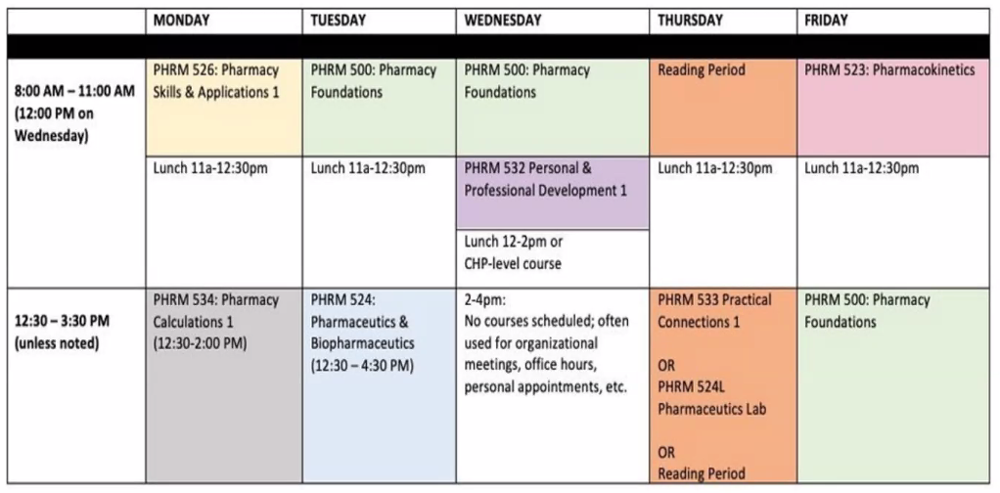 MONDAY TUESDAY WEDNESDAY THURSDAY FRIDAY
8:00 AM – 11:00 AM
(12:00 PM on
Wednesday)
PHRM 526: Pharmacy
Skills & Applications 1
PHRM 500: Pharmacy
Foundations
PHRM 500: Pharmacy
Foundations
Reading Period
PHRM 523: Pharmacokinetics
Lunch 11a-12:30pm
Lunch 11a-12:30pm
PHRM 532 Personal &
Professional Development 1
Lunch 12-2pm or
CHP-level course
Lunch 11a-12:30pm
Lunch 11a-12:30pm
12:30 – 3:30 PM
(unless noted)
PHRM 534: Pharmacy
Calculations 1
(12:30-2:00 PM)
PHRM 524:
Pharmaceutics &
Biopharmaceutics
(12:30 – 4:30 PM)
2-4pm:
No courses scheduled; often
used for organizational
meetings, office hours,
personal appointments, etc.
PHRM 533 Practical
Connections 1
OR
PHRM 524L
Pharmaceutics Lab
OR
Reading Period
PHRM 500: Pharmacy
Foundations